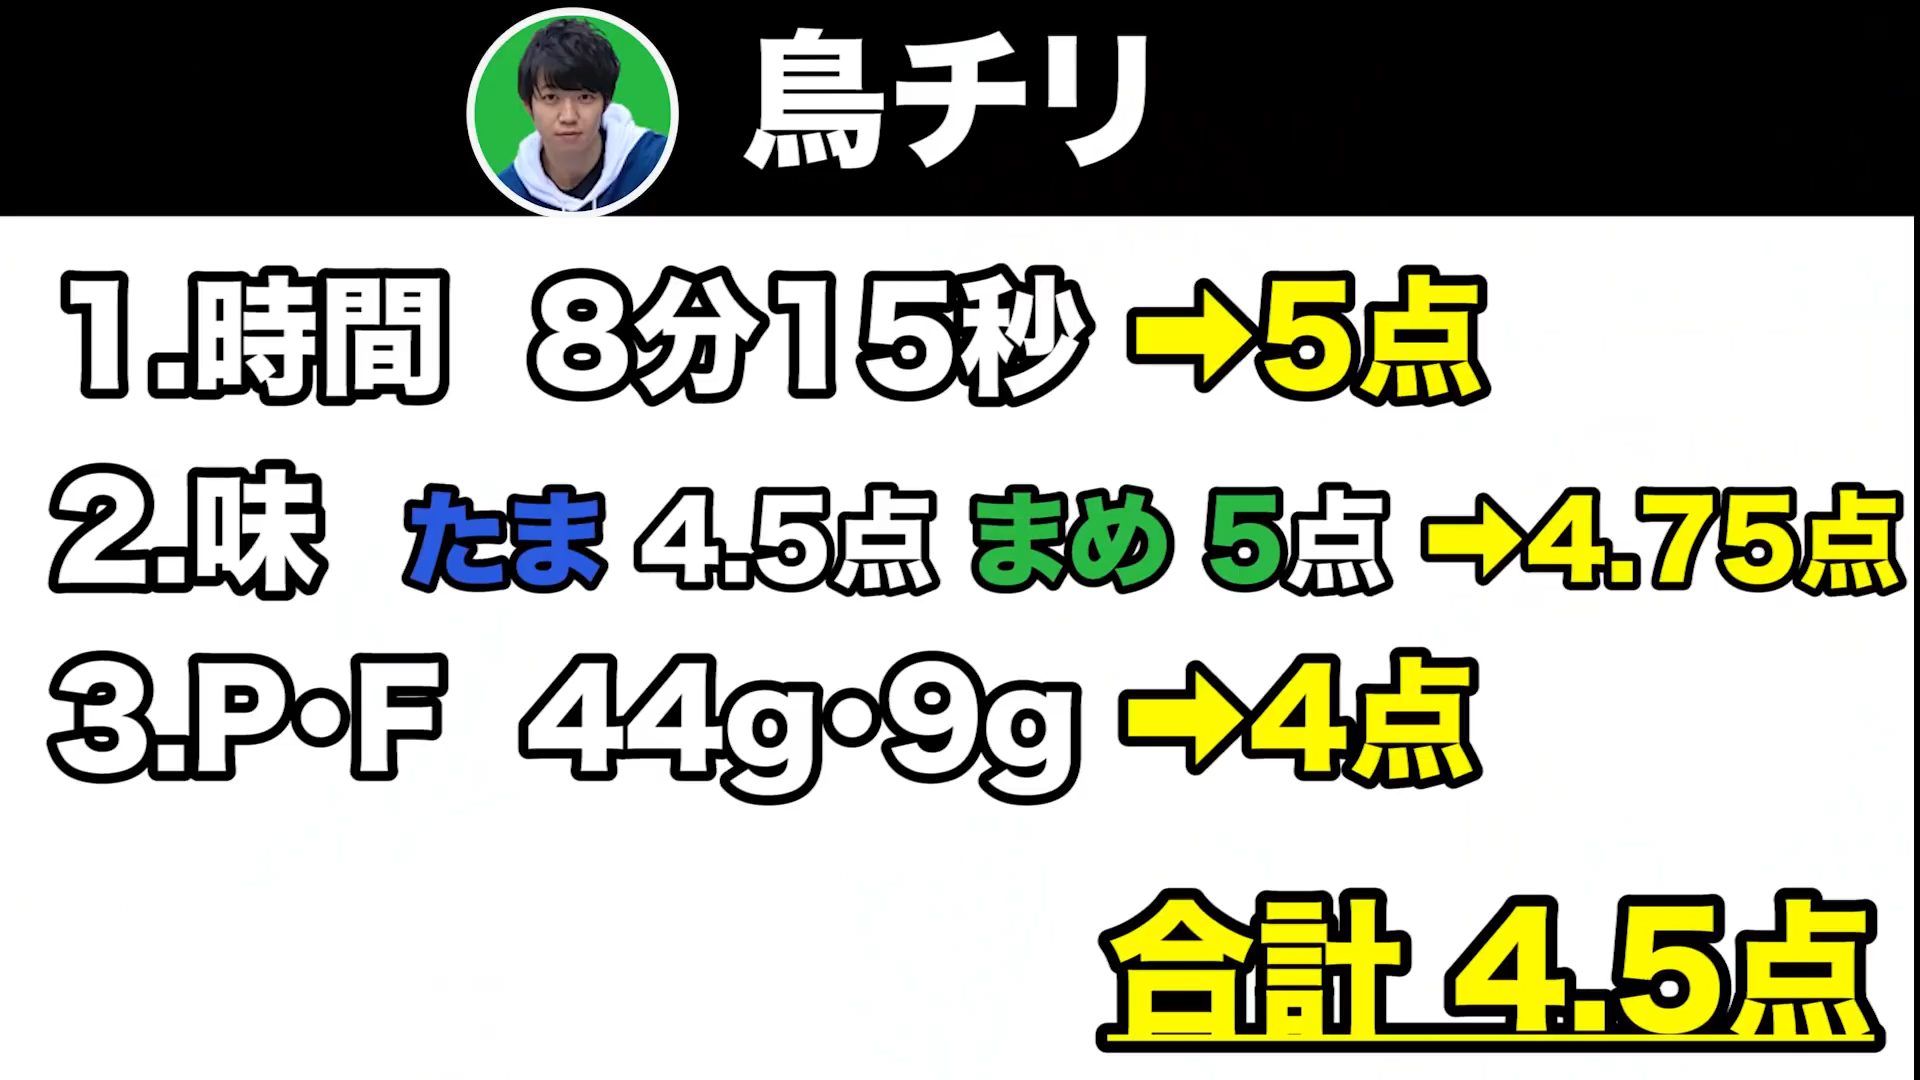 鳥チリ
1.時間 8分15秒 ➡5点
2.味 たま 4.5点 まめ 5点 ➡4.75点
3.P・F 44g・9g ➡4点
合計 4.5点